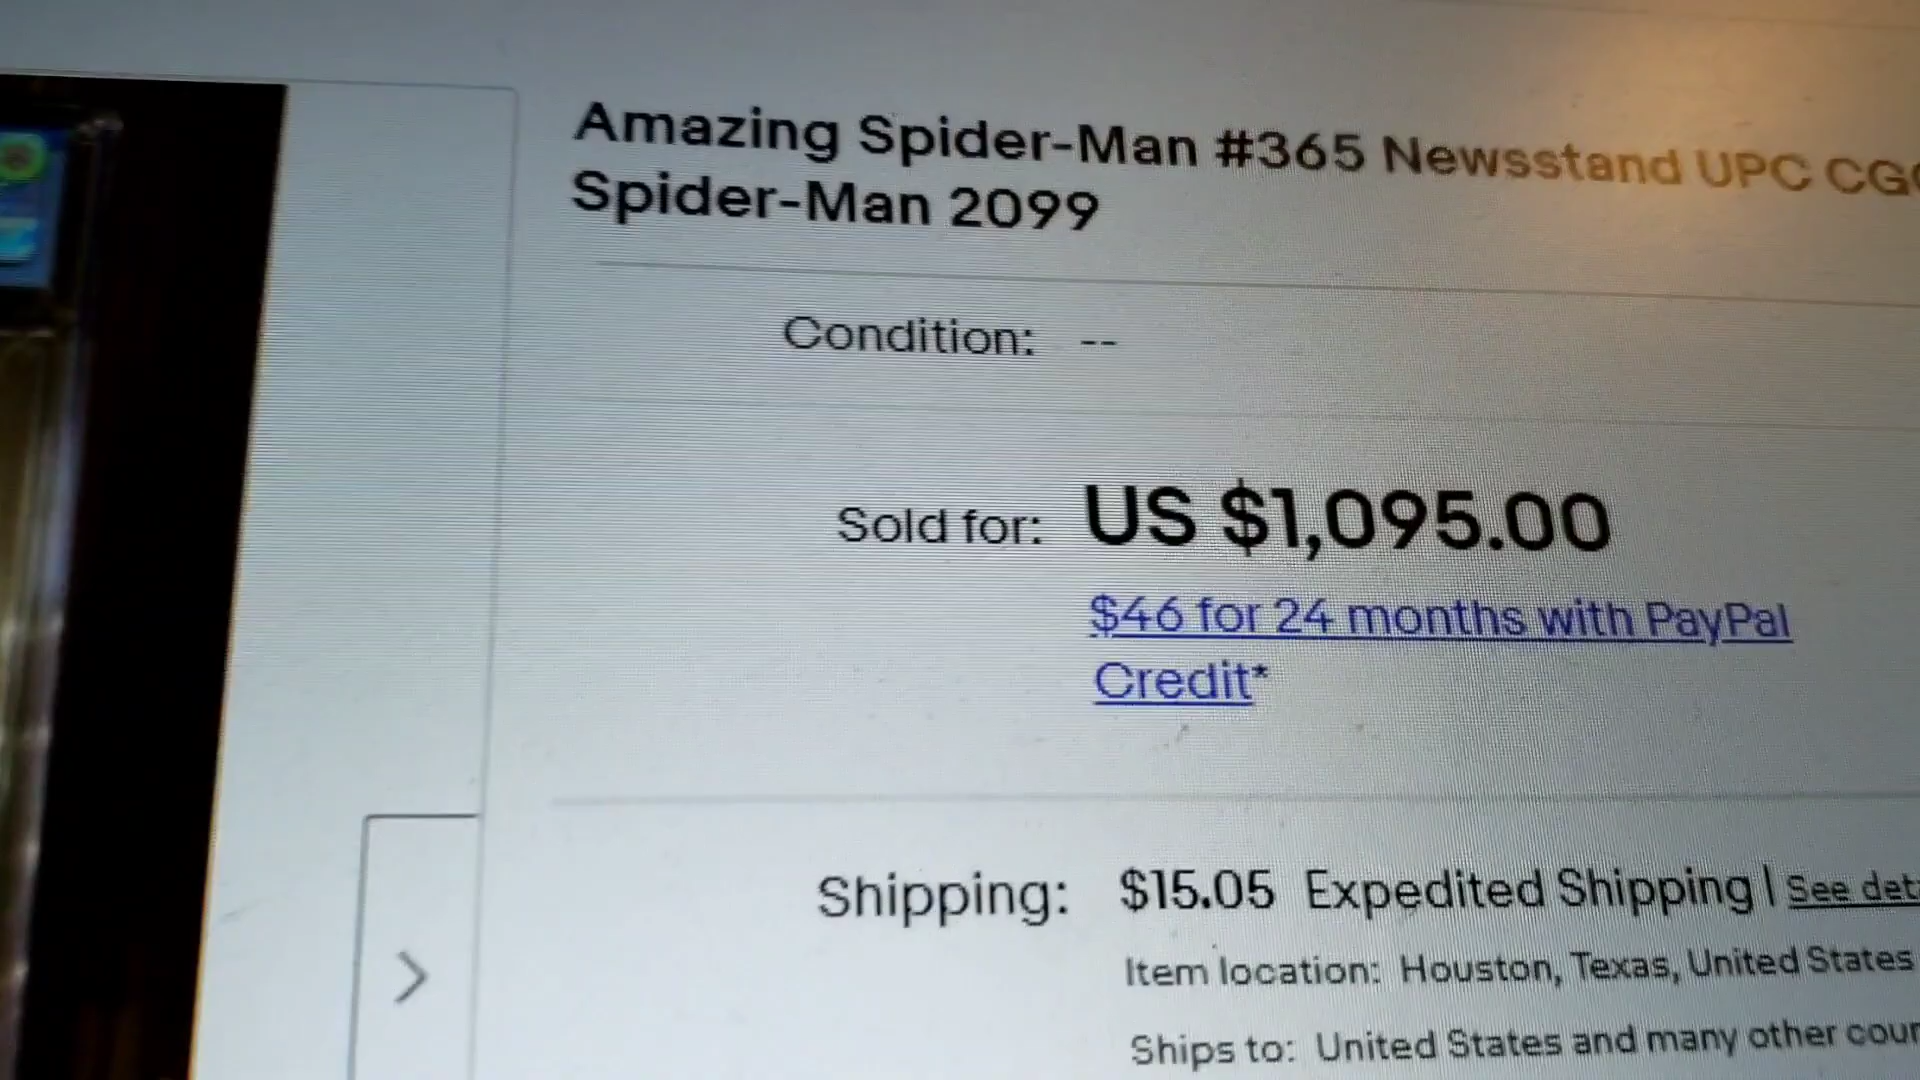 Amazing Spider-Man #365 Newsstand UPC
Spider-Man 2099
Condition: --
Sold for: US $1,095.00
$46 for 24 months with PayPal
Credit*
Shipping: $15.05 Expedited Shipping | See
Item location: Houston, Texas, United States
Ships to: United States and many other